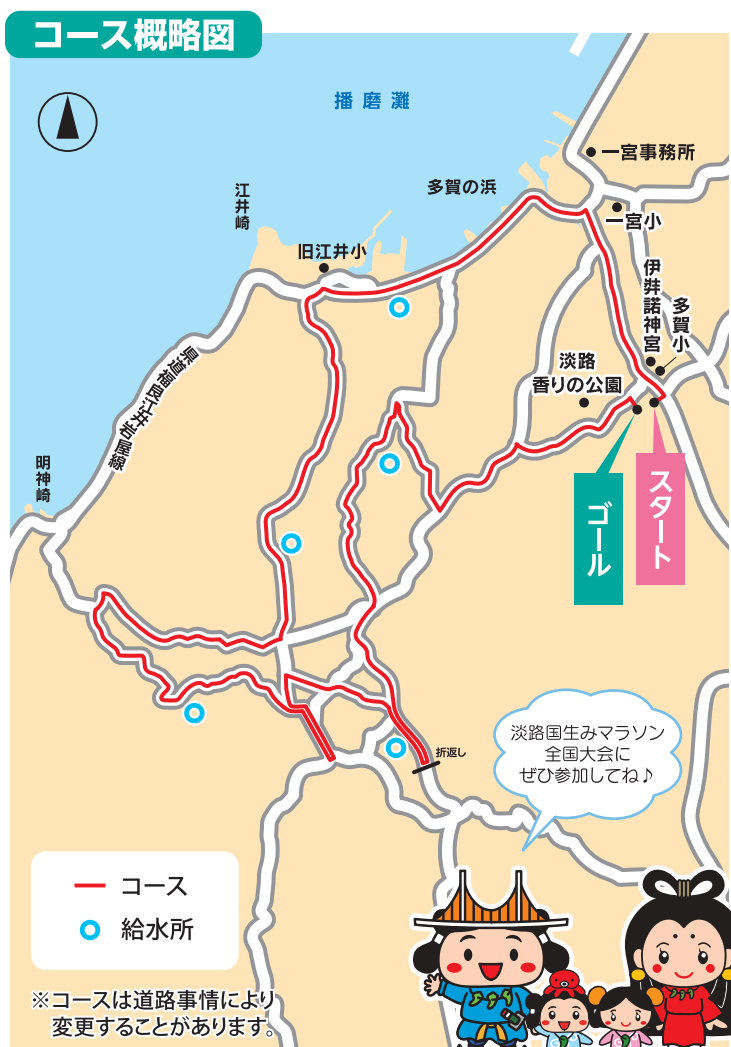 コース概略図
播磨灘
一宮事務所
多賀の浜
江井崎
一宮小
旧江井小
伊弉諾神宮
多賀小
県道福良江井岩屋線
淡路
香りの公園
明神崎
スタート
ゴール
折返し
淡路国生みマラソン
全国大会に
ぜひ参加してね♪
コース
給水所
※コースは道路事情により
変更することがあります。